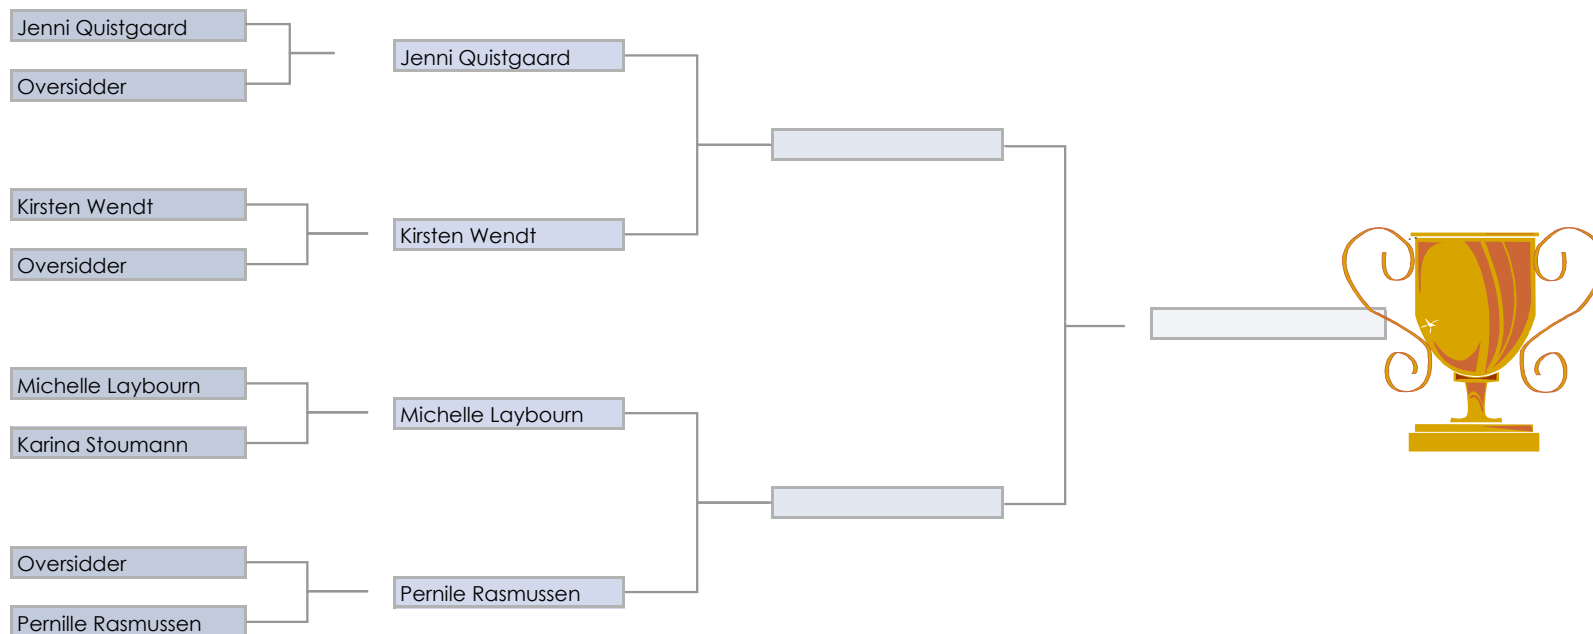 Jenni Quistgaard
Oversidder
Kirsten Wendt
Oversidder
Michelle Laybourn
Karina Stoumann
Oversidder
Pernille Rasmussen
Jenni Quistgaard
Kirsten Wendt
Michelle Laybourn
Pernile Rasmussen